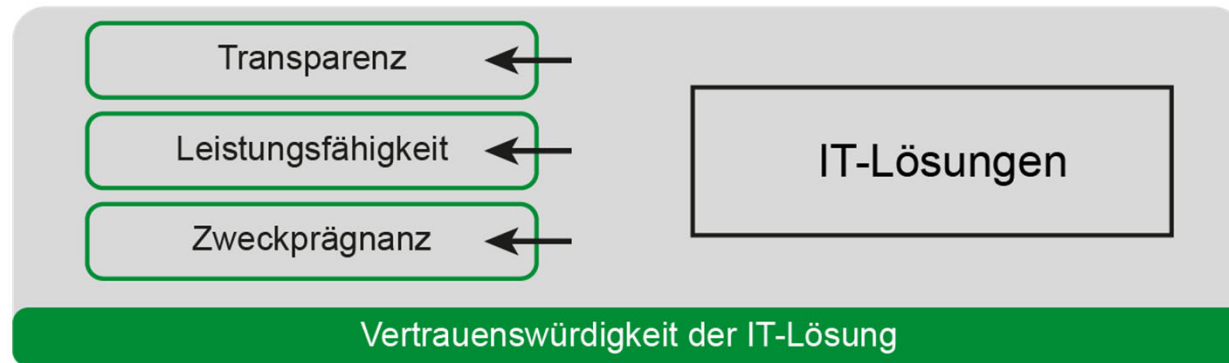 Transparenz
Leistungsfähigkeit
Zweckprägnanz
IT-Lösungen
Vertrauenswürdigkeit der IT-Lösung